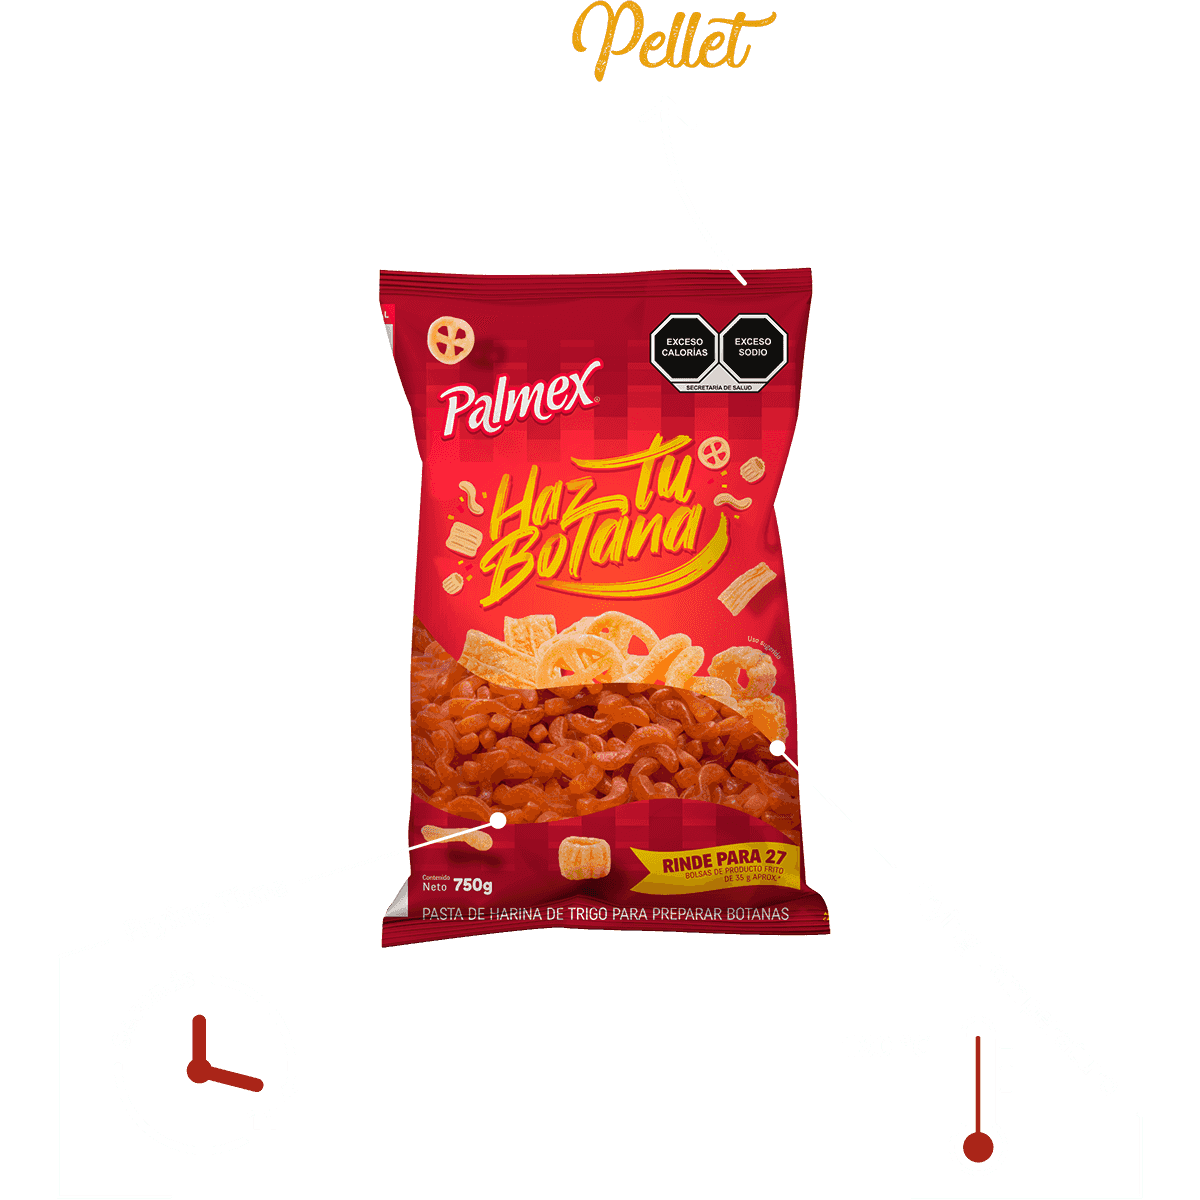 Pellet
L
EXCESO
CALORÍAS
EXCESO
SODIO
SECRETARÍA DE SALUD
Palmex®
Haz Tu
Botana
Uso sugerido
RINDE PARA 27
BOLSAS DE PRODUCTO FRITO
DE 35 g APROX.*
Contenido
Neto 750g
PASTA DE HARINA DE TRIGO PARA PREPARAR BOTANAS